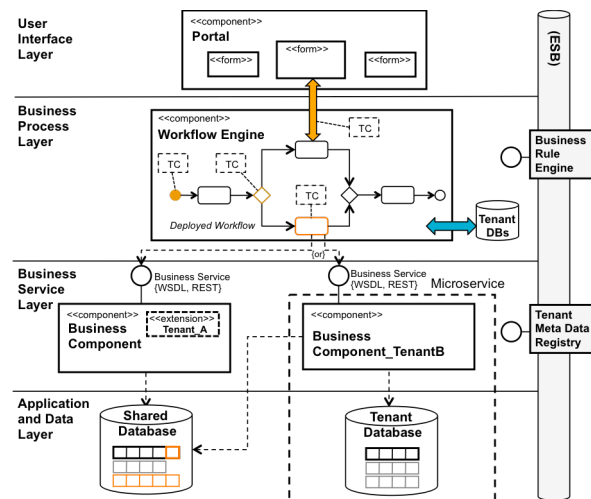 User
Interface
Layer
<<component>>
Portal
<<form>>
<<form>>
<<form>>
(ESB)
Business
Process
Layer
<<component>>
Workflow Engine
TC
TC
TC
TC
Deployed Workflow
{or}
Business
Rule
Engine
Tenant
DBs
Business
Service
Layer
Business Service
{WSDL, REST}
Business Service
{WSDL, REST}
Microservice
<<component>>
Business
Component
<<extension>>
Tenant_A
<<component>>
Business
Component_TenantB
Tenant
Meta Data
Registry
Application
and Data
Layer
Shared
Database
Tenant
Database